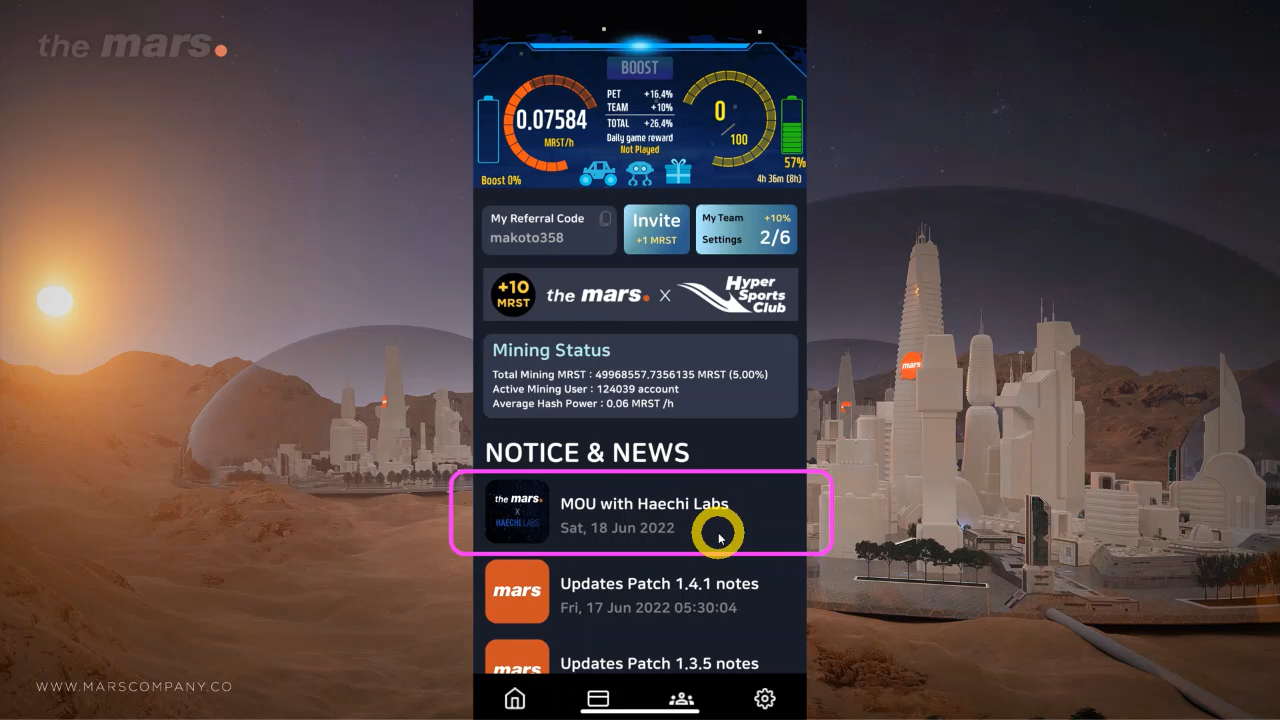 the mars.
BOOST
PET +16,4%
TEAM +10%
TOTAL +26,4%
Daily game reward
Not Played
0,07584
MRST/h
0
100
Boost 0%
57%
4h 36m (8h)
My Referral Code
makoto358
Invite
+1 MRST
My Team +10%
Settings 2/6
+10
MRST
the mars. X Hyper
Sports
Club
Mining Status
Total Mining MRST : 49968557.7356135 MRST (5.00%)
Active Mining User : 124039 account
Average Hash Power : 0.06 MRST /h
mars
NOTICE & NEWS
the mars.
X
HAECHI LABS
MOU with Haechi Labs
Sat, 18 Jun 2022
mars
Updates Patch 1.4.1 notes
Fri, 17 Jun 2022 05:30:04
mars
Updates Patch 1.3.5 notes
WWW.MARSCOMPANY.CO